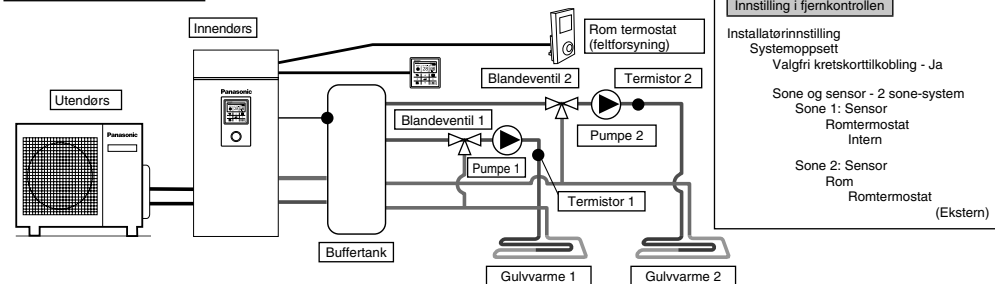 Utendørs
Panasonic
Innendørs
Panasonic
Rom termostat
(feltforsyning)
Blandeventil 2
Termistor 2
Blandeventil 1
Pumpe 2
Pumpe 1
Termistor 1
Buffertank
Gulvvarme 1
Gulvvarme 2
Innstilling i fjernkontrollen
Installatørinnstilling
Systemoppsett
Valgfri kretskorttilkobling - Ja
Sone og sensor - 2 sone-system
Sone 1: Sensor
Romtermostat
Intern
Sone 2: Sensor
Rom
Romtermostat
(Ekstern)